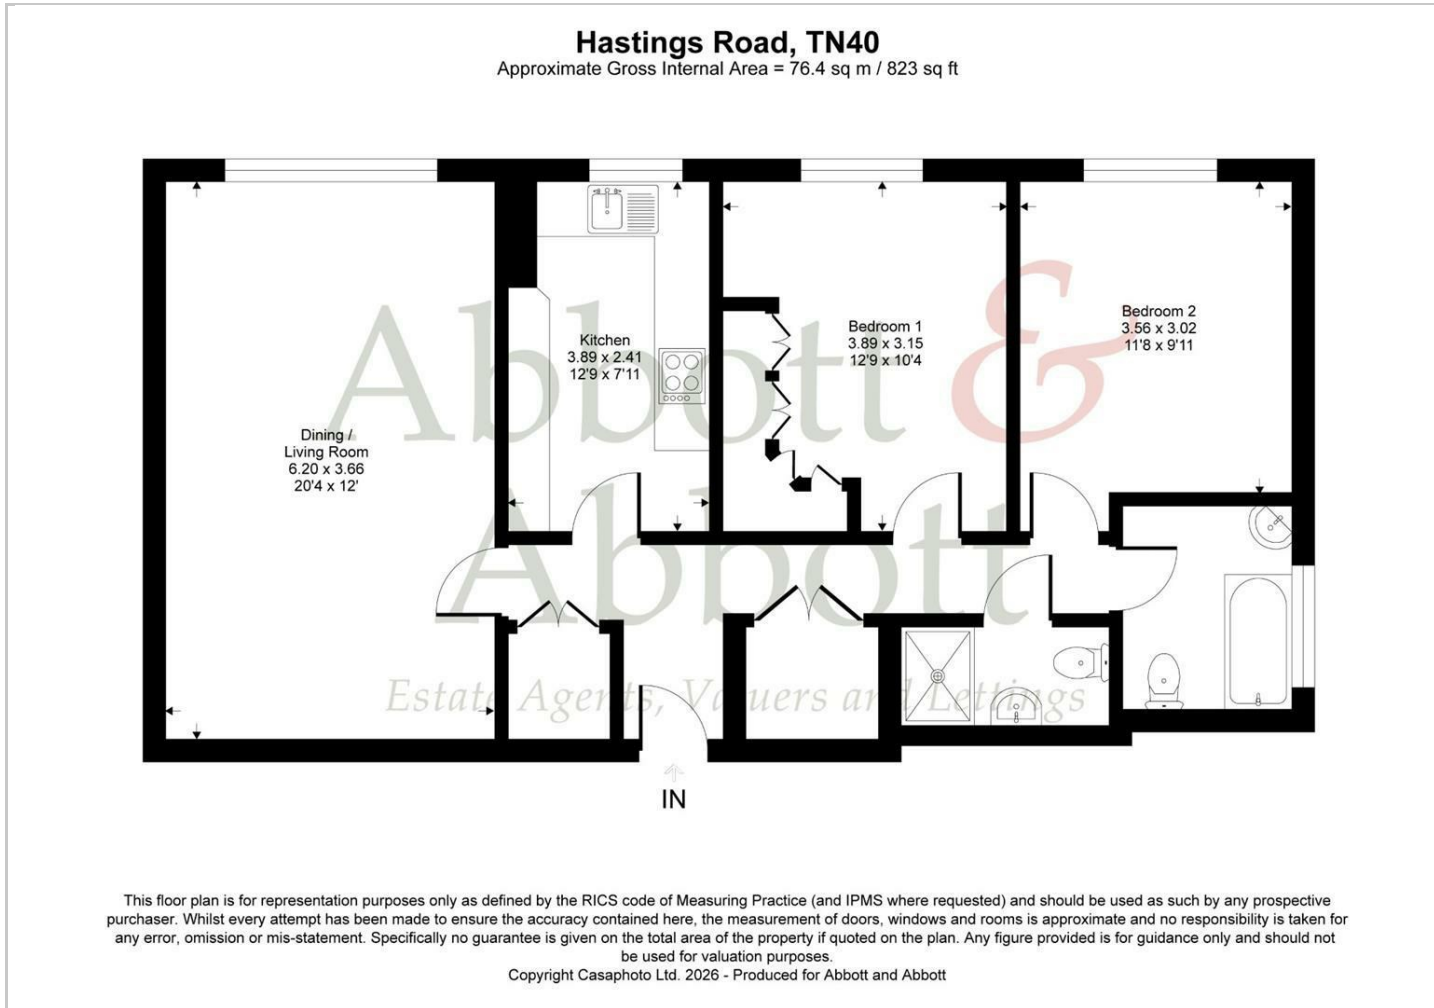 Hastings Road, TN40
Approximate Gross Internal Area = 76.4 sq m / 823 sq ft
Abbott &
Abbott
Estate Agents, Valuers and Lettings
Dining /
Living Room
6.20 x 3.66
20'4 x 12'
Kitchen
3.89 x 2.41
12'9 x 7'11
Bedroom 1
3.89 x 3.15
12'9 x 10'4
Bedroom 2
3.56 x 3.02
11'8 x 9'11
IN
This floor plan is for representation purposes only as defined by the RICS code of Measuring Practice (and IPMS where requested) and should be used as such by any prospective
purchaser. Whilst every attempt has been made to ensure the accuracy contained here, the measurement of doors, windows and rooms is approximate and no responsibility is taken for
any error, omission or mis-statement. Specifically no guarantee is given on the total area of the property if quoted on the plan. Any figure provided is for guidance only and should not
be used for valuation purposes.
Copyright Casaphoto Ltd. 2026 - Produced for Abbott and Abbott